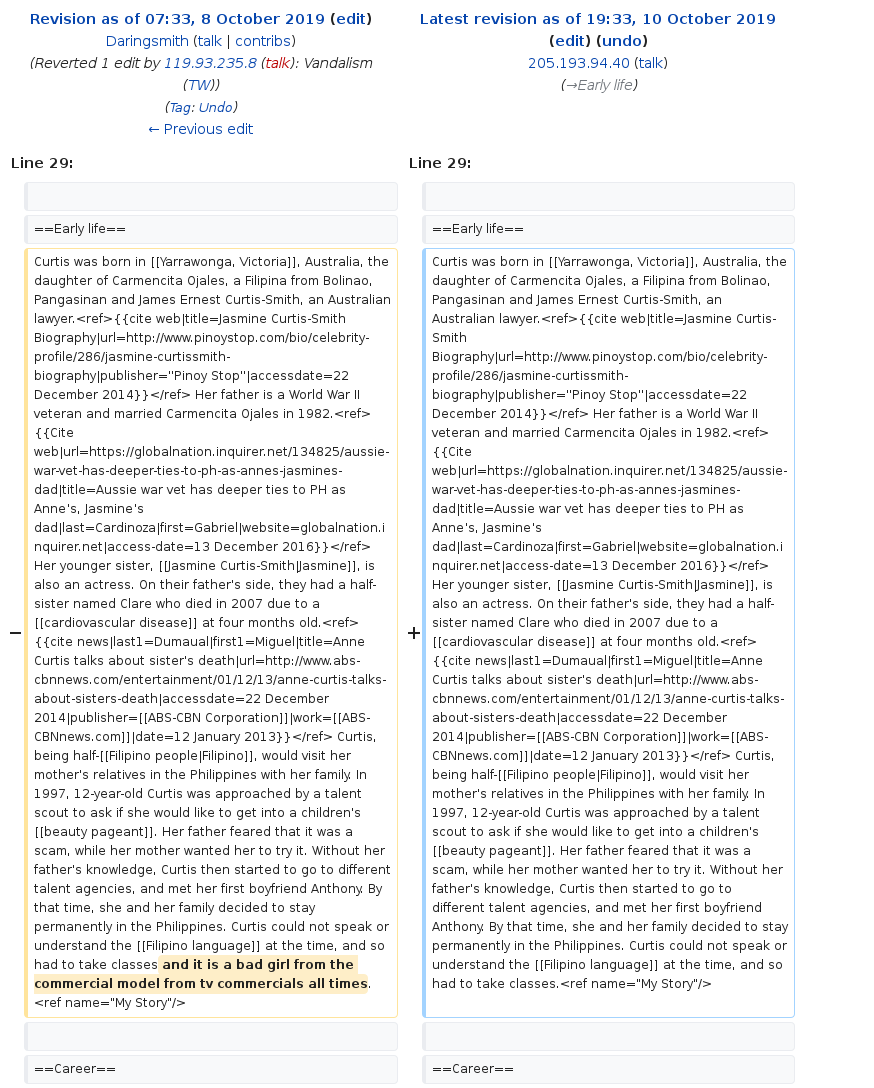 Revision as of 07:33, 8 October 2019 (edit)
Daringsmith (talk | contribs)
(Reverted 1 edit by 119.93.235.8 (talk): Vandalism
(TW))
(Tag: Undo)
← Previous edit
Latest revision as of 19:33, 10 October 2019
(edit) (undo)
205.193.94.40 (talk)
(→Early life)
Line 29:
Line 29:
==Early life==
==Early life==
−
Curtis was born in [[Yarrawonga, Victoria]], Australia, the
daughter of Carmencita Ojales, a Filipina from Bolinao,
Pangasinan and James Ernest Curtis-Smith, an Australian
lawyer.<ref>{{cite web|title=Jasmine Curtis-Smith
Biography|url=http://www.pinoystop.com/bio/celebrity-
profile/286/jasmine-curtissmith-
biography|publisher="Pinoy Stop"|accessdate=22
December 2014}}</ref> Her father is a World War II
veteran and married Carmencita Ojales in 1982.<ref>
{{Cite
web|url=https://globalnation.inquirer.net/134825/aussie-
war-vet-has-deeper-ties-to-ph-as-annes-jasmines-
dad|title=Aussie war vet has deeper ties to PH as
Anne's, Jasmine's
dad|last=Cardinoza|first=Gabriel|website=globalnation.i
nquirer.net|access-date=13 December 2016}}</ref>
Her younger sister, [[Jasmine Curtis-Smith|Jasmine]], is
also an actress. On their father's side, they had a half-
sister named Clare who died in 2007 due to a
[[cardiovascular disease]] at four months old.<ref>
{{cite news|last1=Dumaual|first1=Miguel|title=Anne
Curtis talks about sister's death|url=http://www.abs-
cbnnews.com/entertainment/01/12/13/anne-curtis-talks-
about-sisters-death|accessdate=22 December
2014|publisher=[[ABS-CBN Corporation]]|work=[[ABS-
CBNnews.com]]|date=12 January 2013}}</ref> Curtis,
being half-[[Filipino people|Filipino]], would visit her
mother's relatives in the Philippines with her family. In
1997, 12-year-old Curtis was approached by a talent
scout to ask if she would like to get into a children's
[[beauty pageant]]. Her father feared that it was a
scam, while her mother wanted her to try it. Without her
father's knowledge, Curtis then started to go to different
talent agencies, and met her first boyfriend Anthony. By
that time, she and her family decided to stay
permanently in the Philippines. Curtis could not speak or
understand the [[Filipino language]] at the time, and so
had to take classes and it is a bad girl from the
commercial model from tv commercials all times.
<ref name="My Story"/>
+
Curtis was born in [[Yarrawonga, Victoria]], Australia, the
daughter of Carmencita Ojales, a Filipina from Bolinao,
Pangasinan and James Ernest Curtis-Smith, an
Australian lawyer.<ref>{{cite web|title=Jasmine Curtis-
Smith
Biography|url=http://www.pinoystop.com/bio/celebrity-
profile/286/jasmine-curtissmith-
biography|publisher="Pinoy Stop"|accessdate=22
December 2014}}</ref> Her father is a World War II
veteran and married Carmencita Ojales in 1982.<ref>
{{Cite
web|url=https://globalnation.inquirer.net/134825/aussie-
war-vet-has-deeper-ties-to-ph-as-annes-jasmines-
dad|title=Aussie war vet has deeper ties to PH as
Anne's, Jasmine's
dad|last=Cardinoza|first=Gabriel|website=globalnation.i
nquirer.net|access-date=13 December 2016}}</ref>
Her younger sister, [[Jasmine Curtis-Smith|Jasmine]], is
also an actress. On their father's side, they had a half-
sister named Clare who died in 2007 due to a
[[cardiovascular disease]] at four months old.<ref>
{{cite news|last1=Dumaual|first1=Miguel|title=Anne
Curtis talks about sister's death|url=http://www.abs-
cbnnews.com/entertainment/01/12/13/anne-curtis-talks-
about-sisters-death|accessdate=22 December
2014|publisher=[[ABS-CBN Corporation]]|work=[[ABS-
CBNnews.com]]|date=12 January 2013}}</ref> Curtis,
being half-[[Filipino people|Filipino]], would visit her
mother's relatives in the Philippines with her family. In
1997, 12-year-old Curtis was approached by a talent
scout to ask if she would like to get into a children's
[[beauty pageant]]. Her father feared that it was a
scam, while her mother wanted her to try it. Without her
father's knowledge, Curtis then started to go to
different talent agencies, and met her first boyfriend
Anthony. By that time, she and her family decided to stay
permanently in the Philippines. Curtis could not speak or
understand the [[Filipino language]] at the time, and so
had to take classes.<ref name="My Story"/>
==Career==
==Career==